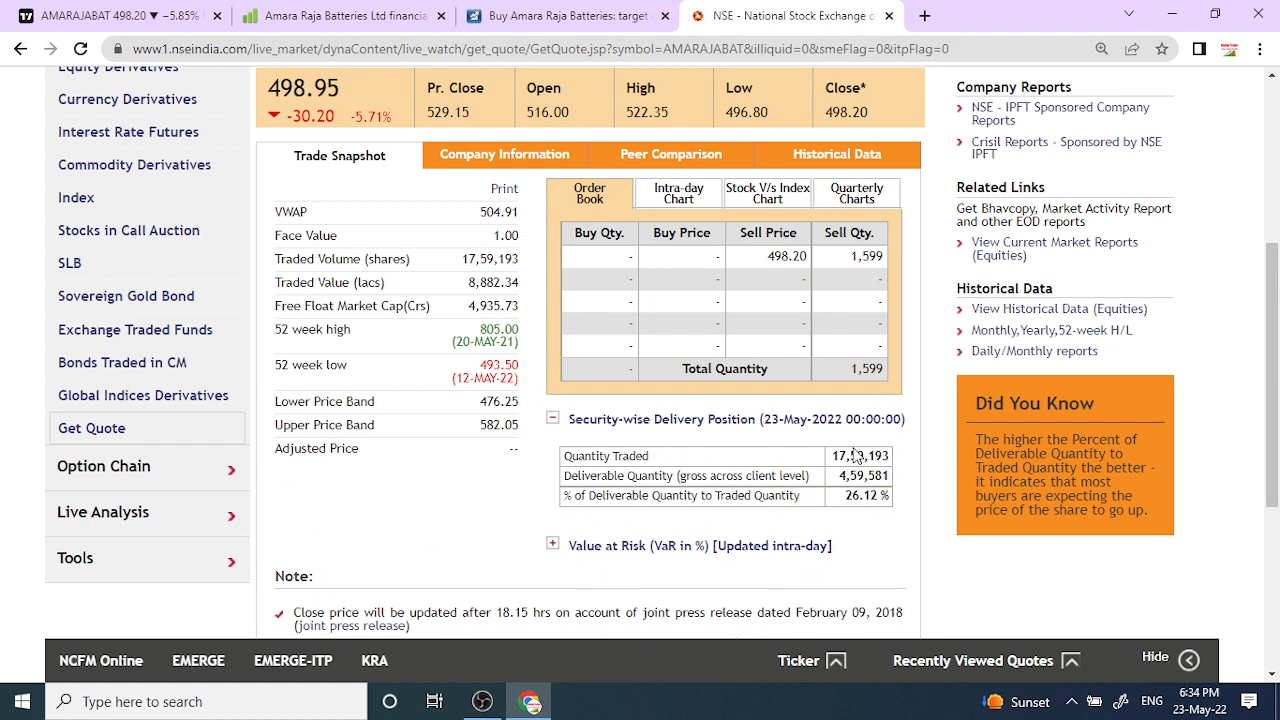 AMARAJABAT 498.20 ▼ −5.85%
Amara Raja Batteries Ltd financia
Buy Amara Raja Batteries: target
NSE - National Stock Exchange o
www1.nseindia.com/live_market/dynaContent/live_watch/get_quote/GetQuote.jsp?symbol=AMARAJABAT&illiquid=0&smeFlag=0&itpFlag=0
Equity Derivatives
Currency Derivatives
Interest Rate Futures
Commodity Derivatives
Index
Stocks in Call Auction
SLB
Sovereign Gold Bond
Exchange Traded Funds
Bonds Traded in CM
Global Indices Derivatives
Get Quote
Option Chain
Live Analysis
Tools
498.95
-30.20 -5.71%
Pr. Close Open High Low Close*
529.15 516.00 522.35 496.80 498.20
Trade Snapshot Company Information Peer Comparison Historical Data
Print
VWAP 504.91
Face Value 1.00
Traded Volume (shares) 17,59,193
Traded Value (lacs) 8,882.34
Free Float Market Cap(Crs) 4,935.73
52 week high 805.00
(20-MAY-21)
52 week low 493.50
(12-MAY-22)
Lower Price Band 476.25
Upper Price Band 582.05
Adjusted Price --
Order
Book
Intra-day
Chart
Stock V/s Index
Chart
Quarterly
Charts
Buy Qty. Buy Price Sell Price Sell Qty.
- - 498.20 1,599
- - - -
- - - -
- - - -
- - - -
- Total Quantity 1,599
Security-wise Delivery Position (23-May-2022 00:00:00)
Quantity Traded
Deliverable Quantity (gross across client level) 4,59,581
% of Deliverable Quantity to Traded Quantity 26.12 %
Value at Risk (VaR in %) [Updated intra-day]
Note:
Close price will be updated after 18.15 hrs on account of joint press release dated February 09, 2018
(joint press release)
Company Reports
NSE - IPFT Sponsored Company
Reports
Crisil Reports - Sponsored by NSE
IPFT
Related Links
Get Bhavcopy, Market Activity Report
and other EOD reports
View Current Market Reports
(Equities)
Historical Data
View Historical Data (Equities)
Monthly,Yearly,52-week H/L
Daily/Monthly reports
Did You Know
The higher the Percent of
Deliverable Quantity to
Traded Quantity the better -
it indicates that most
buyers are expecting the
price of the share to go up.
NCFM Online EMERGE EMERGE-ITP KRA Ticker Recently Viewed Quotes Hide
Type here to search
Sunset
ENG
6:34 PM
23-May-22